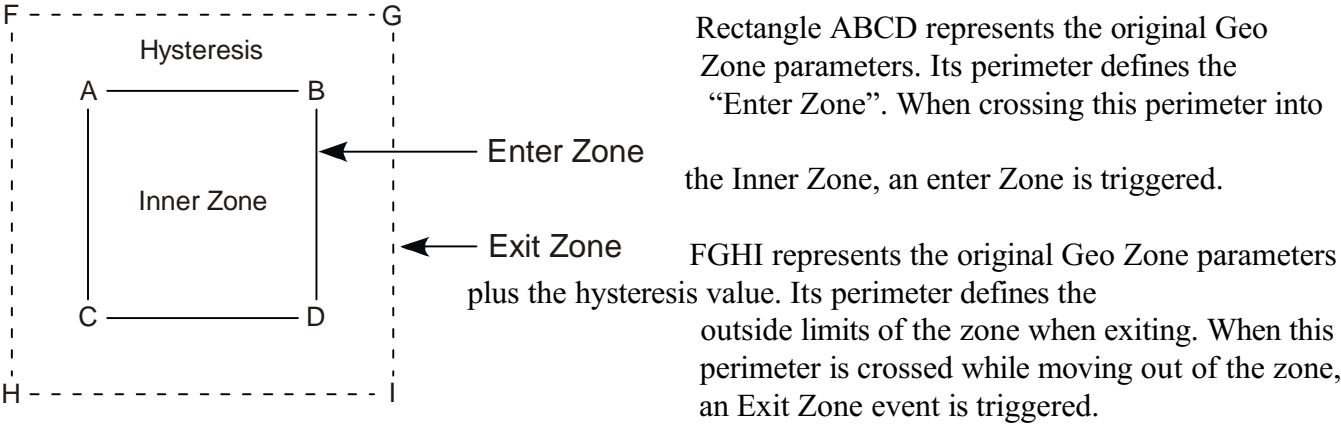 F G
Hysteresis
A B
Enter Zone
Inner Zone
Exit Zone
C D
H I
Rectangle ABCD represents the original Geo
Zone parameters. Its perimeter defines the
“Enter Zone”. When crossing this perimeter into
the Inner Zone, an enter Zone is triggered.
FGHI represents the original Geo Zone parameters
plus the hysteresis value. Its perimeter defines the
outside limits of the zone when exiting. When this
perimeter is crossed while moving out of the zone,
an Exit Zone event is triggered.